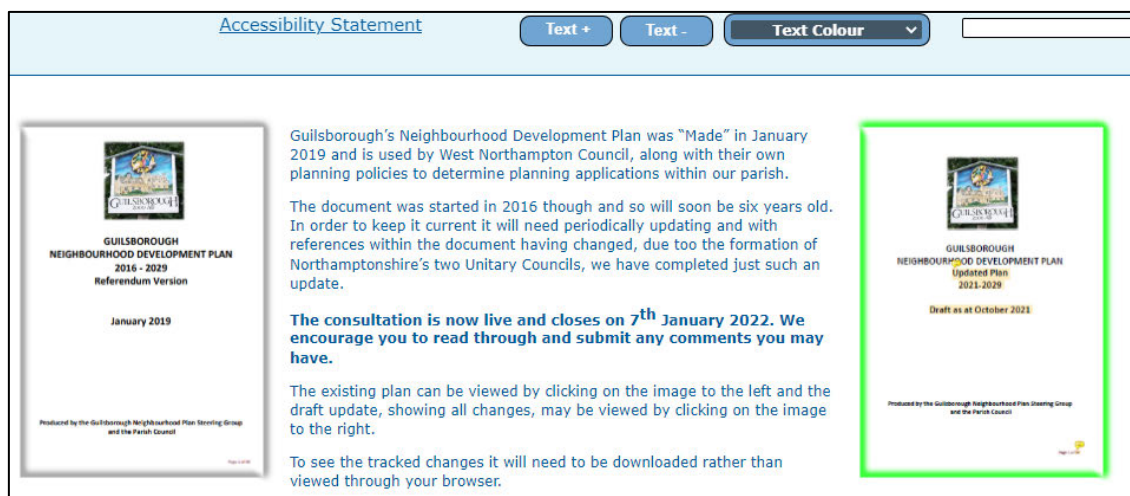 Accessibility Statement
Text +
Text -
Text Colour
GUILSBOROUGH
GUILSBOROUGH
NEIGHBOURHOOD DEVELOPMENT PLAN
2016 - 2029
Referendum Version
January 2019
Produced by the Guilsborough Neighbourhood Plan Steering Group
and the Parish Council
Guilsborough's Neighbourhood Development Plan was "Made" in January
2019 and is used by West Northampton Council, along with their own
planning policies to determine planning applications within our parish.
The document was started in 2016 though and so will soon be six years old.
In order to keep it current it will need periodically updating and with
references within the document having changed, due too the formation of
Northamptonshire's two Unitary Councils, we have completed just such an
update.
The consultation is now live and closes on 7th January 2022. We
encourage you to read through and submit any comments you may
have.
The existing plan can be viewed by clicking on the image to the left and the
draft update, showing all changes, may be viewed by clicking on the image
to the right.
To see the tracked changes it will need to be downloaded rather than
viewed through your browser.
GUILSBOROUGH
GUILSBOROUGH
NEIGHBOURHOOD DEVELOPMENT PLAN
Updated Plan
2021-2029
Draft as at October 2021
Produced by the Guilsborough Neighbourhood Plan Steering Group
and the Parish Council